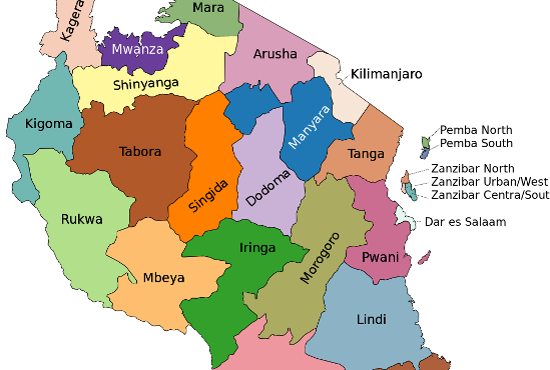 Kagera
Mara
Mwanza
Arusha
Shinyanga
Kilimanjaro
Kigoma
Manyara
Pemba North
Pemba South
Tabora
Tanga
Zanzibar North
Zanzibar Urban/West
Zanzibar Centra/Sout
Singida
Dodoma
Rukwa
Dar es Salaam
Iringa
Morogoro
Pwani
Mbeya
Lindi